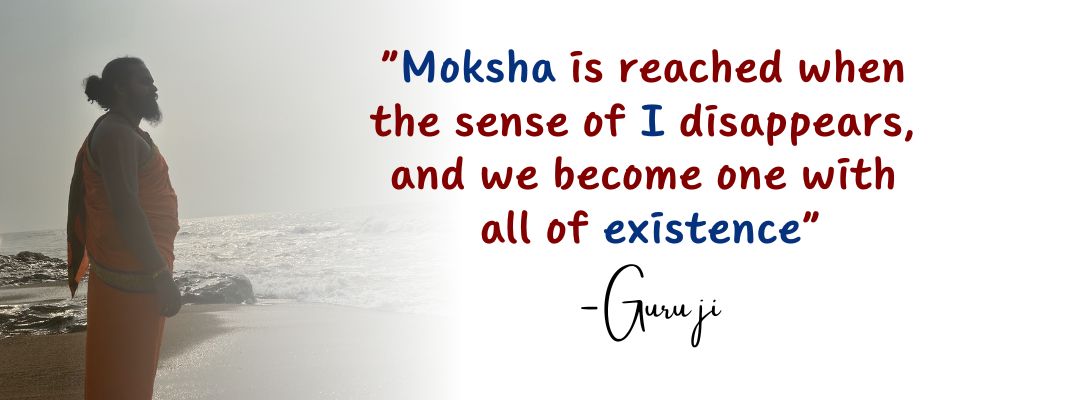 "Moksha is reached when
the sense of I disappears,
and we become one with
all of existence"
-Guru ji